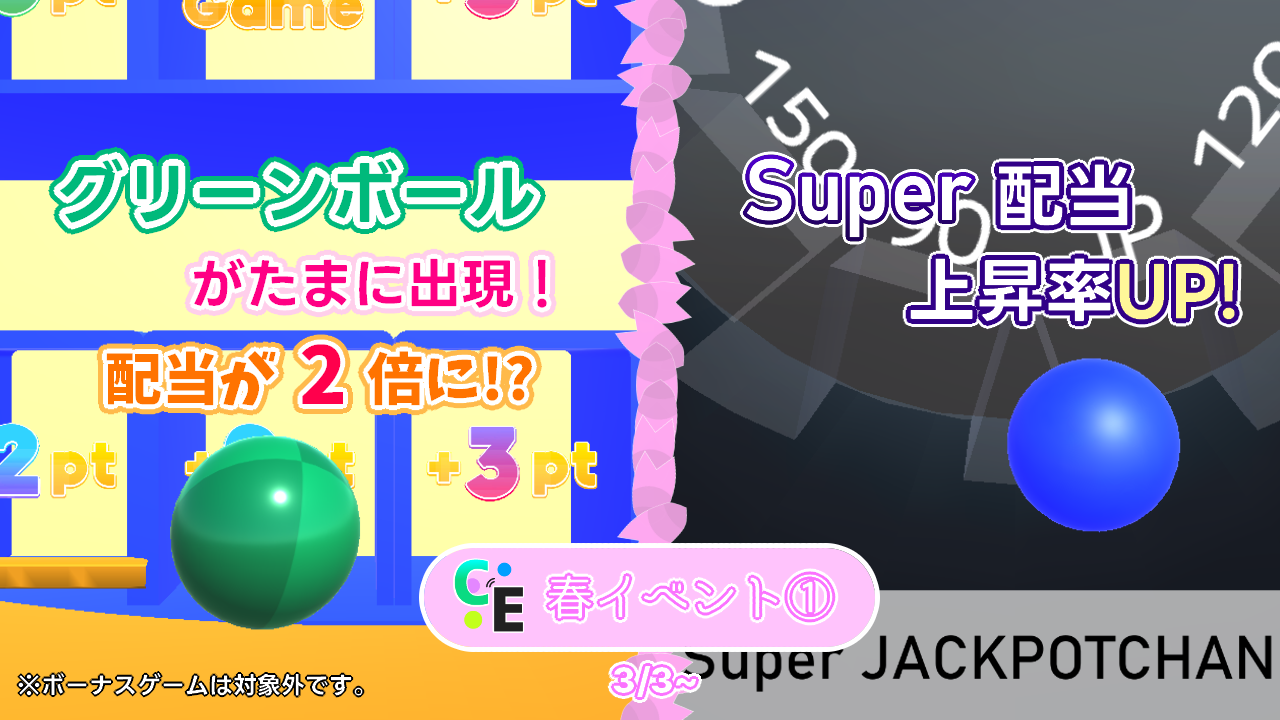 Game
グリーンボール
がたまに出現！
配当が 2 倍に!?
2 pt
+3 pt
※ボーナスゲームは対象外です。
150
90
JP
120
Super 配当
上昇率UP!
CE 春イベント①
3/3~
Super JACKPOTCHAN